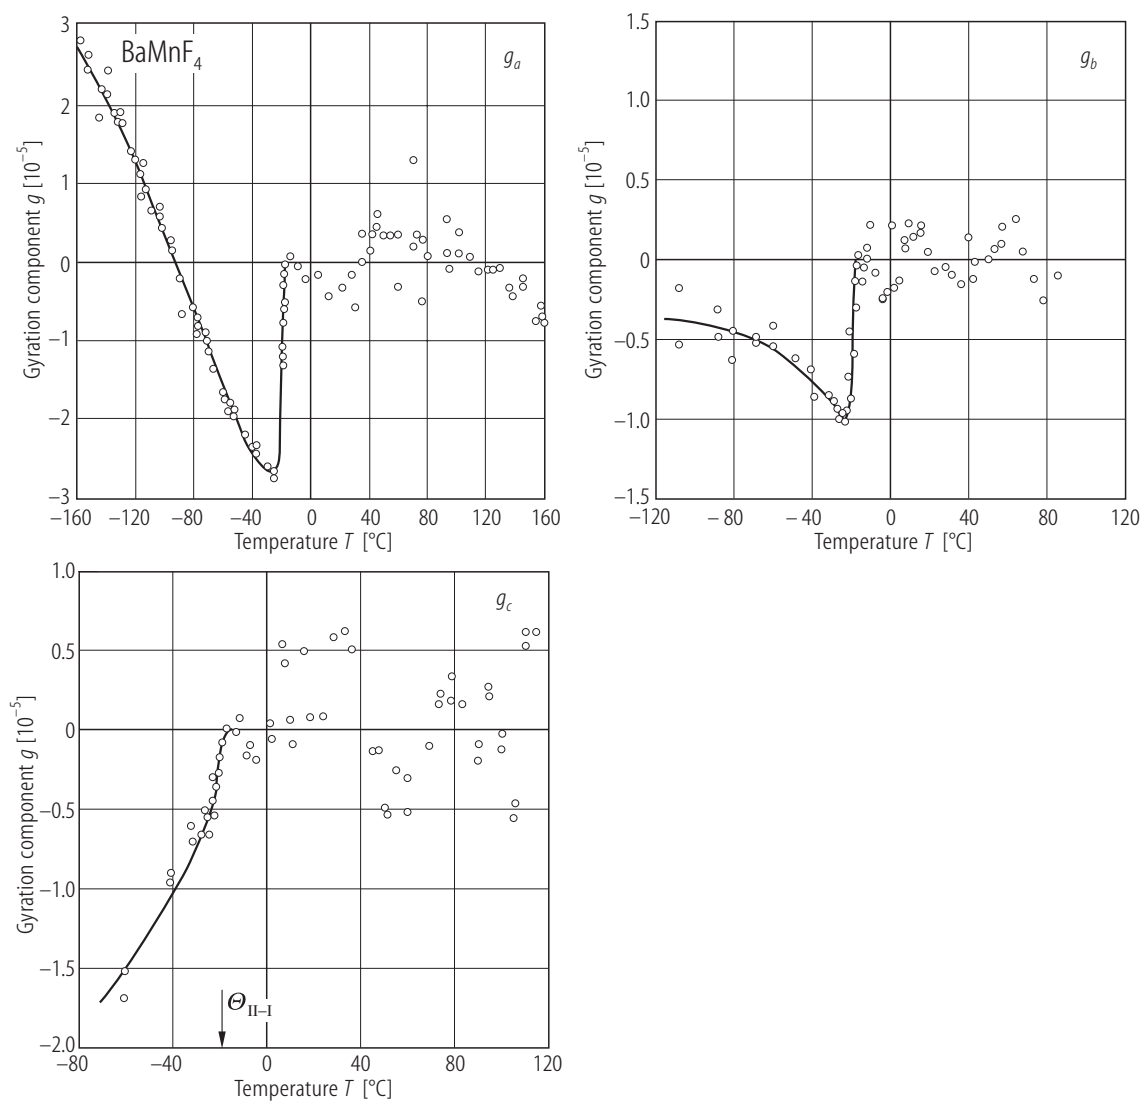 BaMnF₄
gₐ
3
2
1
0
−1
−2
−3
Gyration component g [10⁻⁵]
−160 −120 −80 −40 0 40 80 120 160
Temperature T [°C]
g_b
1.5
1.0
0.5
0
−0.5
−1.0
−1.5
Gyration component g [10⁻⁵]
−120 −80 −40 0 40 80 120
Temperature T [°C]
g_c
1.0
0.5
0
−0.5
−1.0
−1.5
−2.0
Gyration component g [10⁻⁵]
Θ II–I
−80 −40 0 40 80 120
Temperature T [°C]